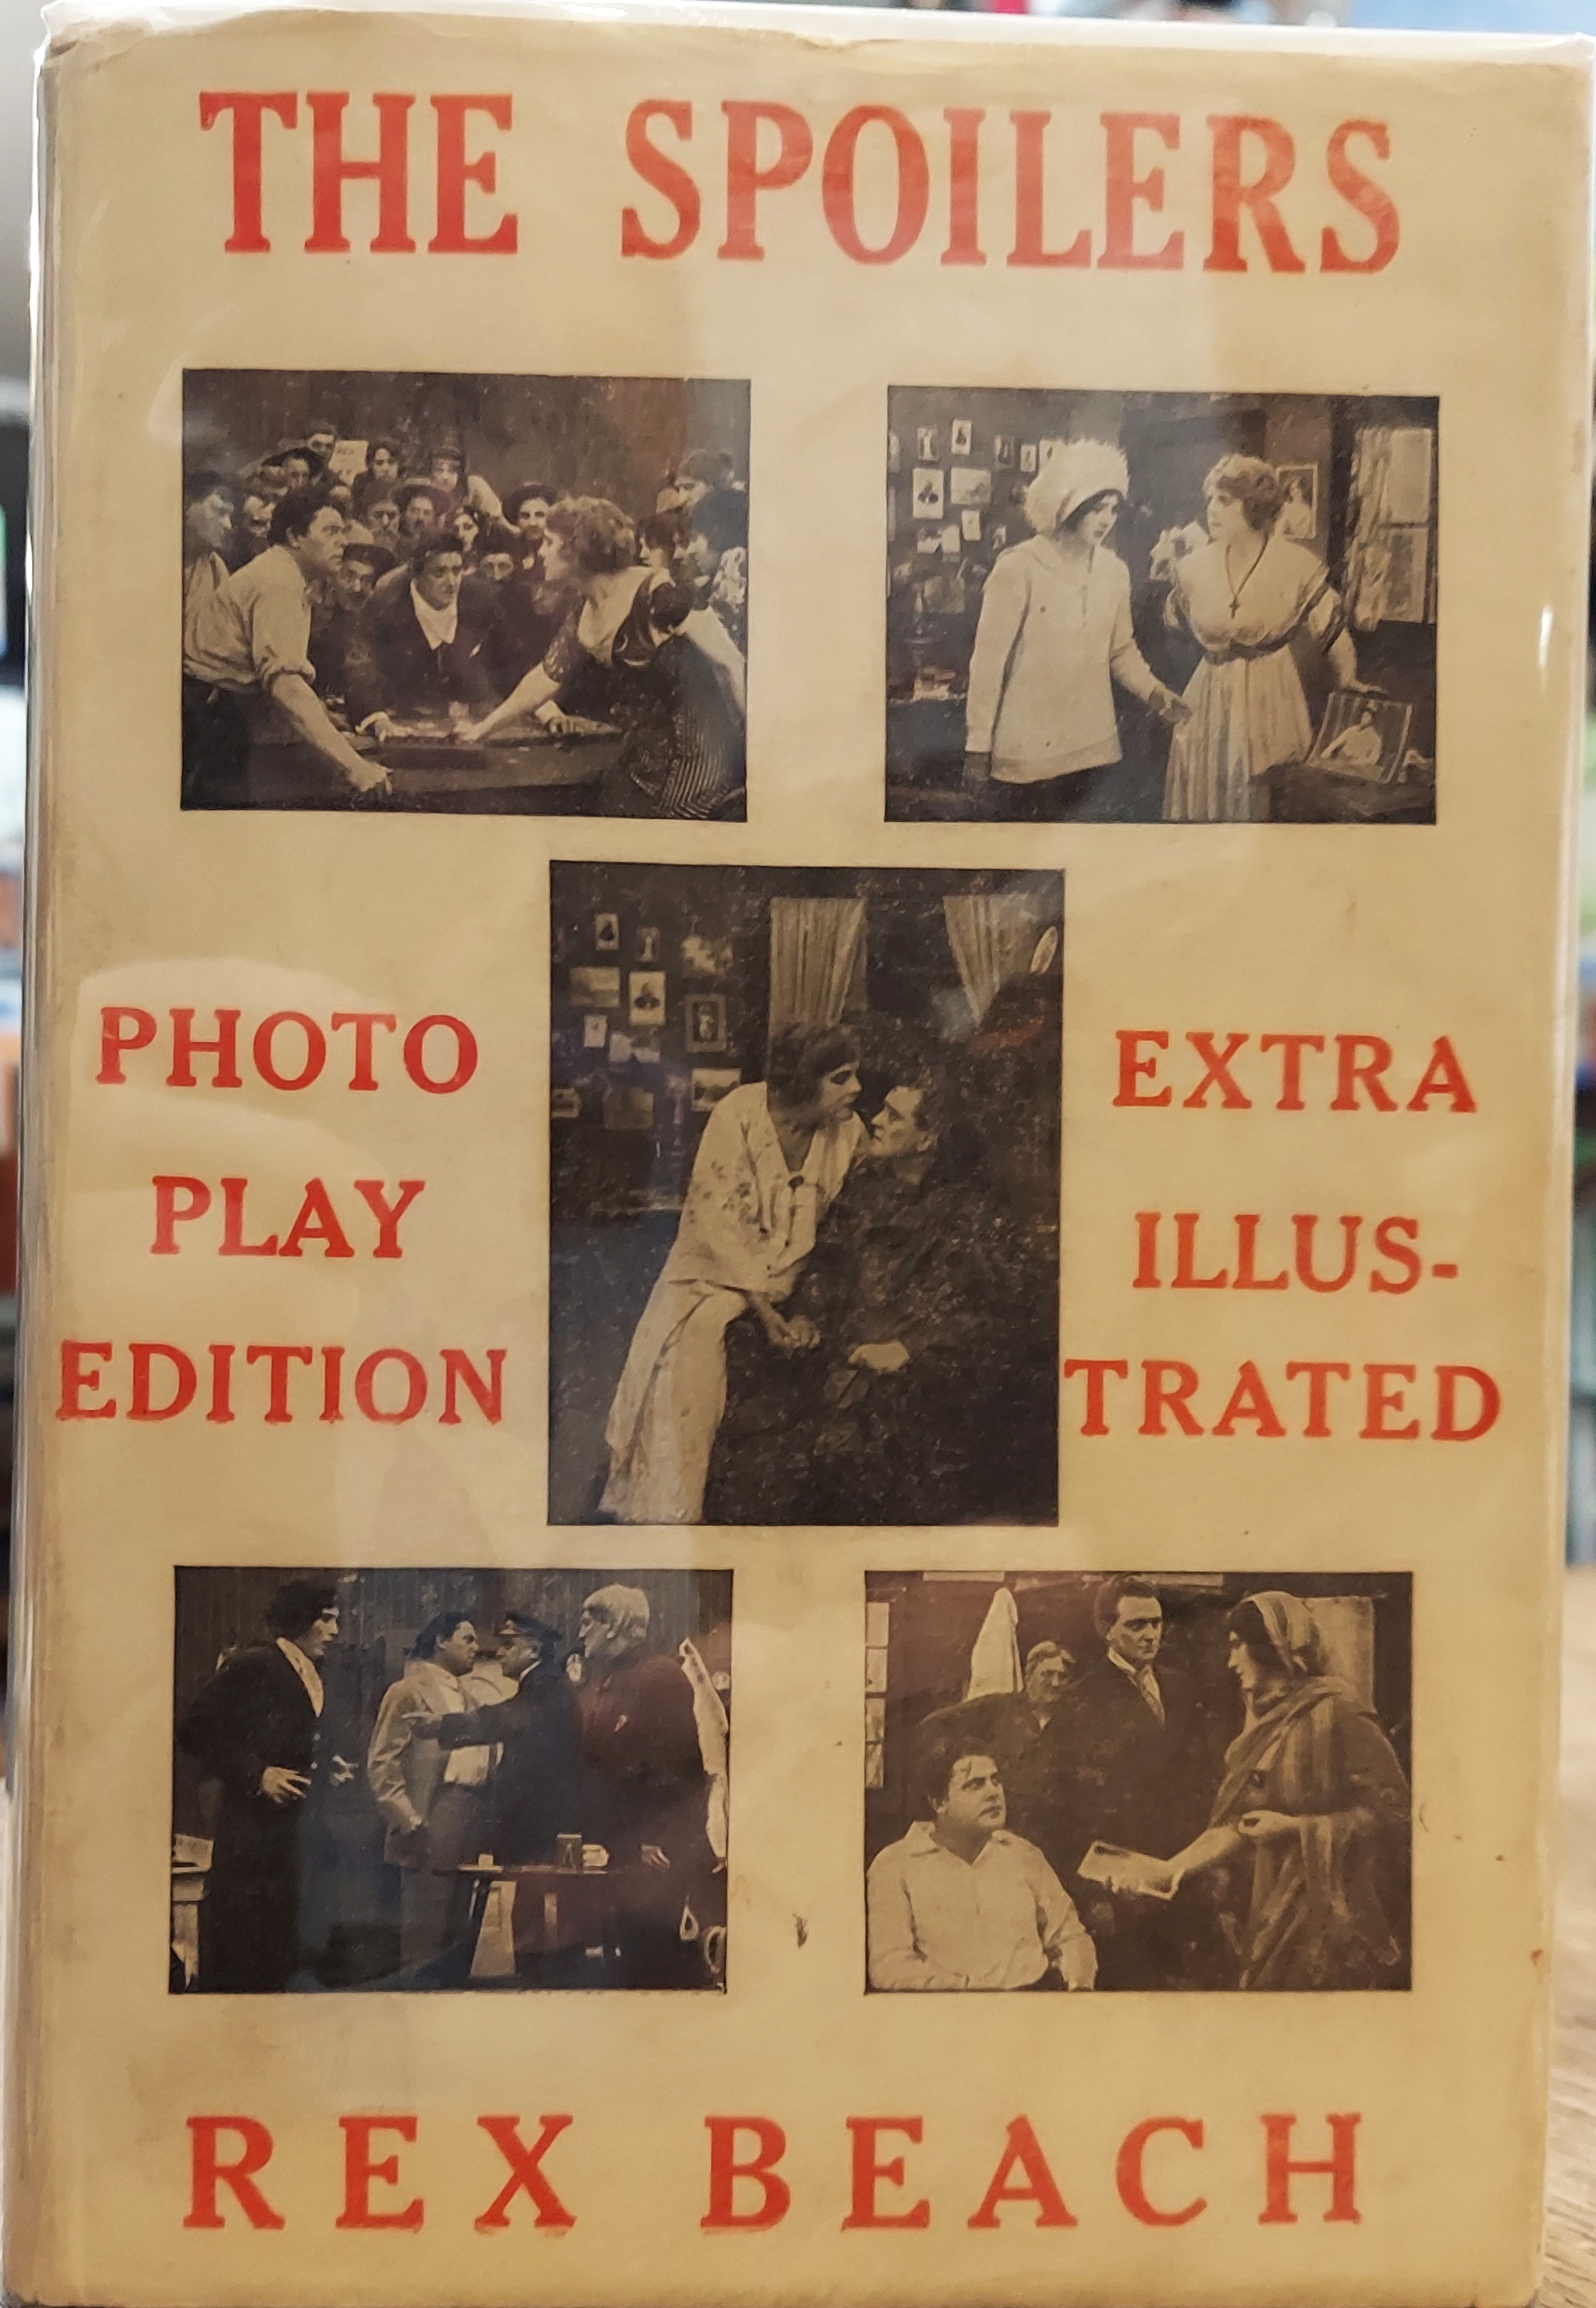 THE SPOILERS
PHOTO
PLAY
EDITION
EXTRA
ILLUS-
TRATED
REX BEACH